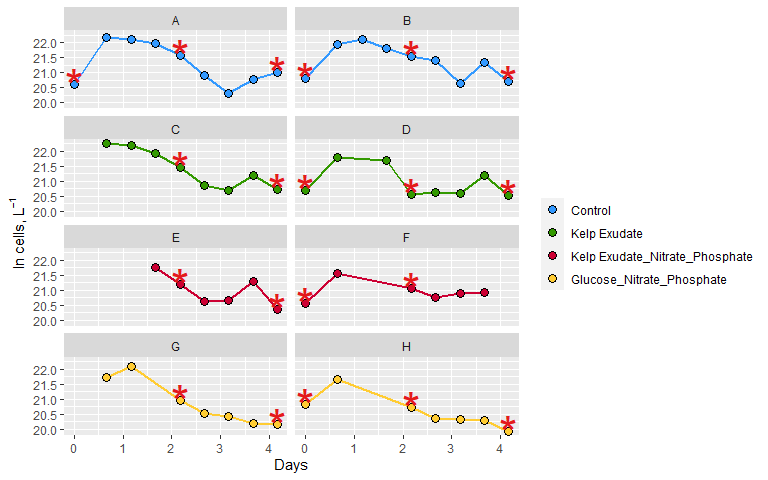 A B
22.0
21.5
21.0
20.5
20.0
C D
22.0
21.5
21.0
20.5
20.0
E F
22.0
21.5
21.0
20.5
20.0
G H
22.0
21.5
21.0
20.5
20.0
0 1 2 3 4 0 1 2 3 4
Days
ln cells, L⁻¹
Control
Kelp Exudate
Kelp Exudate_Nitrate_Phosphate
Glucose_Nitrate_Phosphate